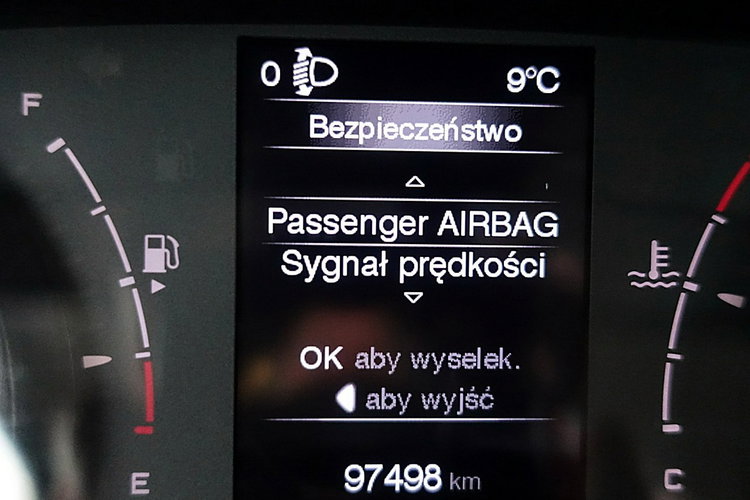 0 9°C
F
Bezpieczeństwo
Passenger AIRBAG
Sygnał prędkości
OK aby wyselek.
aby wyjść
E 97498 km C